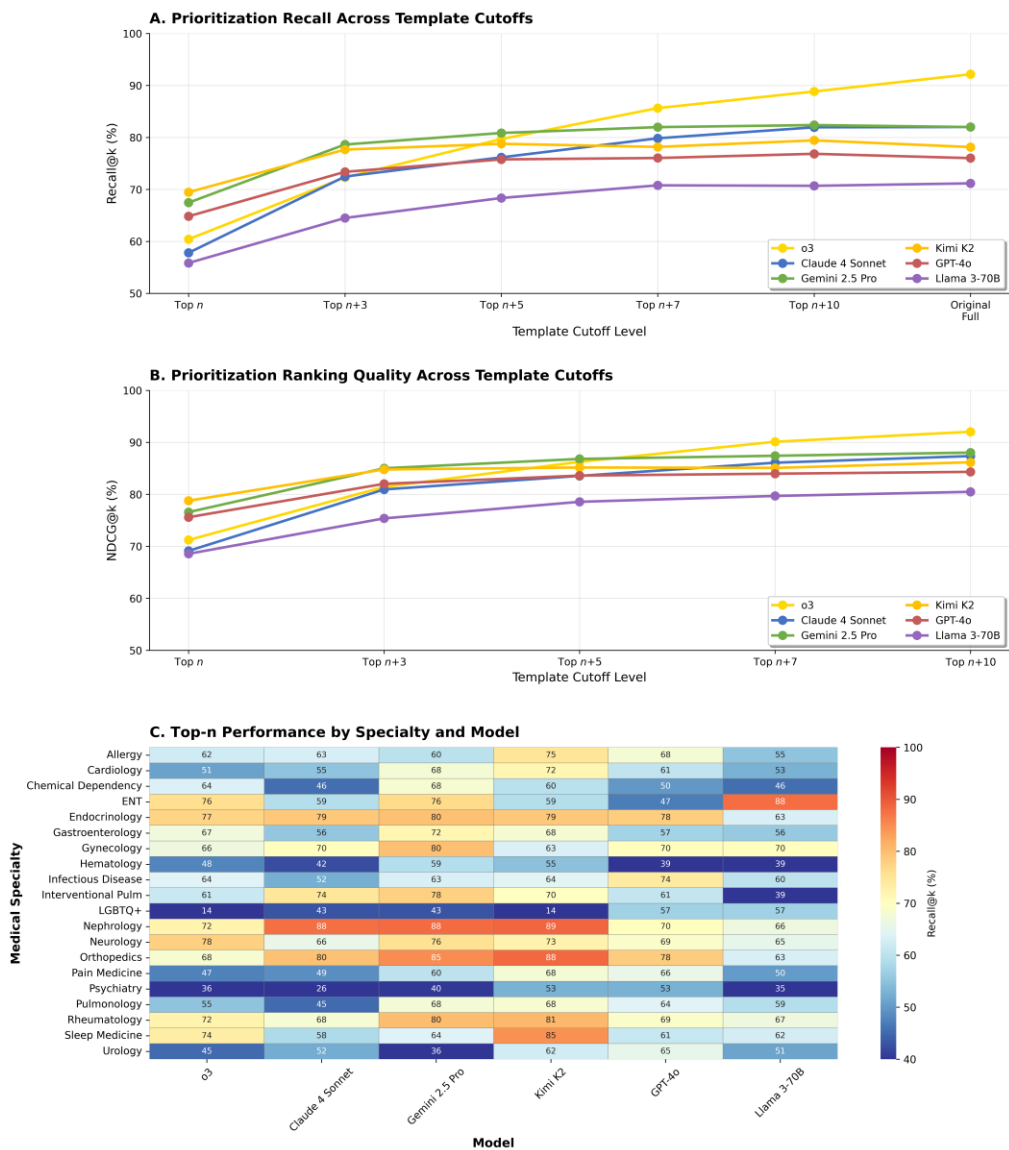 A. Prioritization Recall Across Template Cutoffs
100
90
80
70
60
50
Recall@k (%)
Top n
Top n+3
Top n+5
Top n+7
Top n+10
Original
Full
Template Cutoff Level
o3
Claude 4 Sonnet
Gemini 2.5 Pro
Kimi K2
GPT-4o
Llama 3-70B
B. Prioritization Ranking Quality Across Template Cutoffs
100
90
80
70
60
50
NDCG@k (%)
Top n
Top n+3
Top n+5
Top n+7
Top n+10
Template Cutoff Level
o3
Claude 4 Sonnet
Gemini 2.5 Pro
Kimi K2
GPT-4o
Llama 3-70B
C. Top-n Performance by Specialty and Model
Medical Specialty
Allergy 62 63 60 75 68 55
Cardiology 51 55 68 72 61 53
Chemical Dependency 64 46 68 60 50 46
ENT 76 59 76 59 47 88
Endocrinology 77 79 80 79 78 63
Gastroenterology 67 56 72 68 57 56
Gynecology 66 70 80 63 70 70
Hematology 48 42 59 55 39 39
Infectious Disease 64 52 63 64 74 60
Interventional Pulm 61 74 78 70 61 39
LGBTQ+ 14 43 43 14 57 57
Nephrology 72 88 88 89 70 66
Neurology 78 66 76 73 69 65
Orthopedics 68 80 85 88 78 63
Pain Medicine 47 49 60 68 66 50
Psychiatry 36 26 40 53 53 35
Pulmonology 55 45 68 68 64 59
Rheumatology 72 68 80 81 69 67
Sleep Medicine 74 58 64 85 61 62
Urology 45 52 36 62 65 51
o3
Claude 4 Sonnet
Gemini 2.5 Pro
Kimi K2
GPT-4o
Llama 3-70B
Model
100
90
80
70
60
50
40
Recall@k (%)